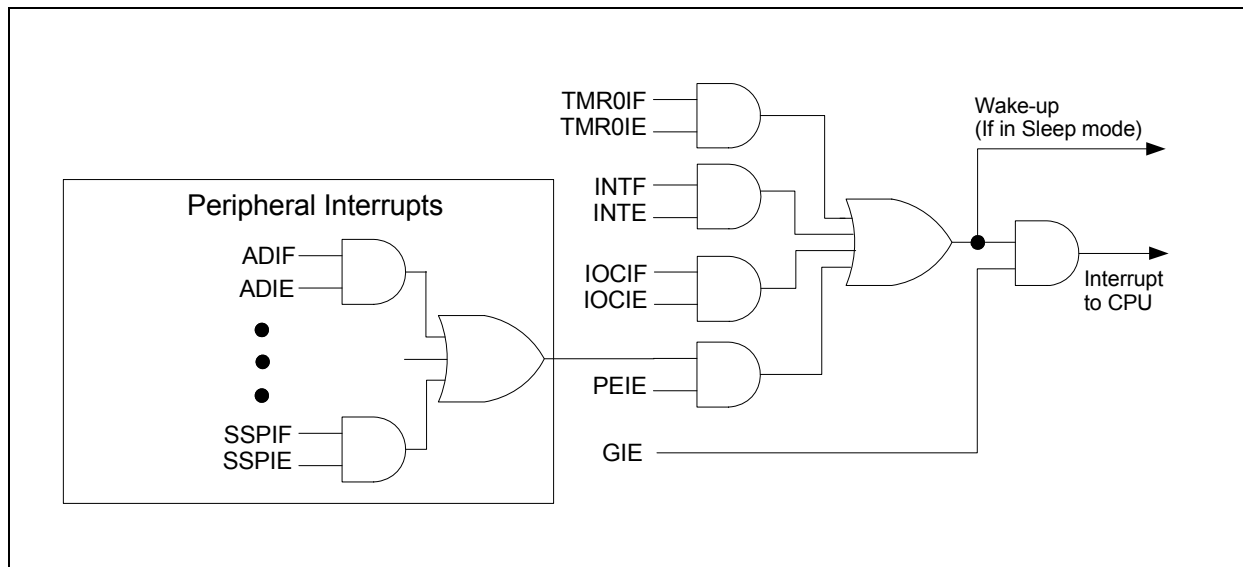 TMR0IF
TMR0IE
Wake-up
(If in Sleep mode)
INTF
INTE
Peripheral Interrupts
ADIF
ADIE
IOCIF
IOCIE
Interrupt
to CPU
PEIE
SSPIF
SSPIE
GIE